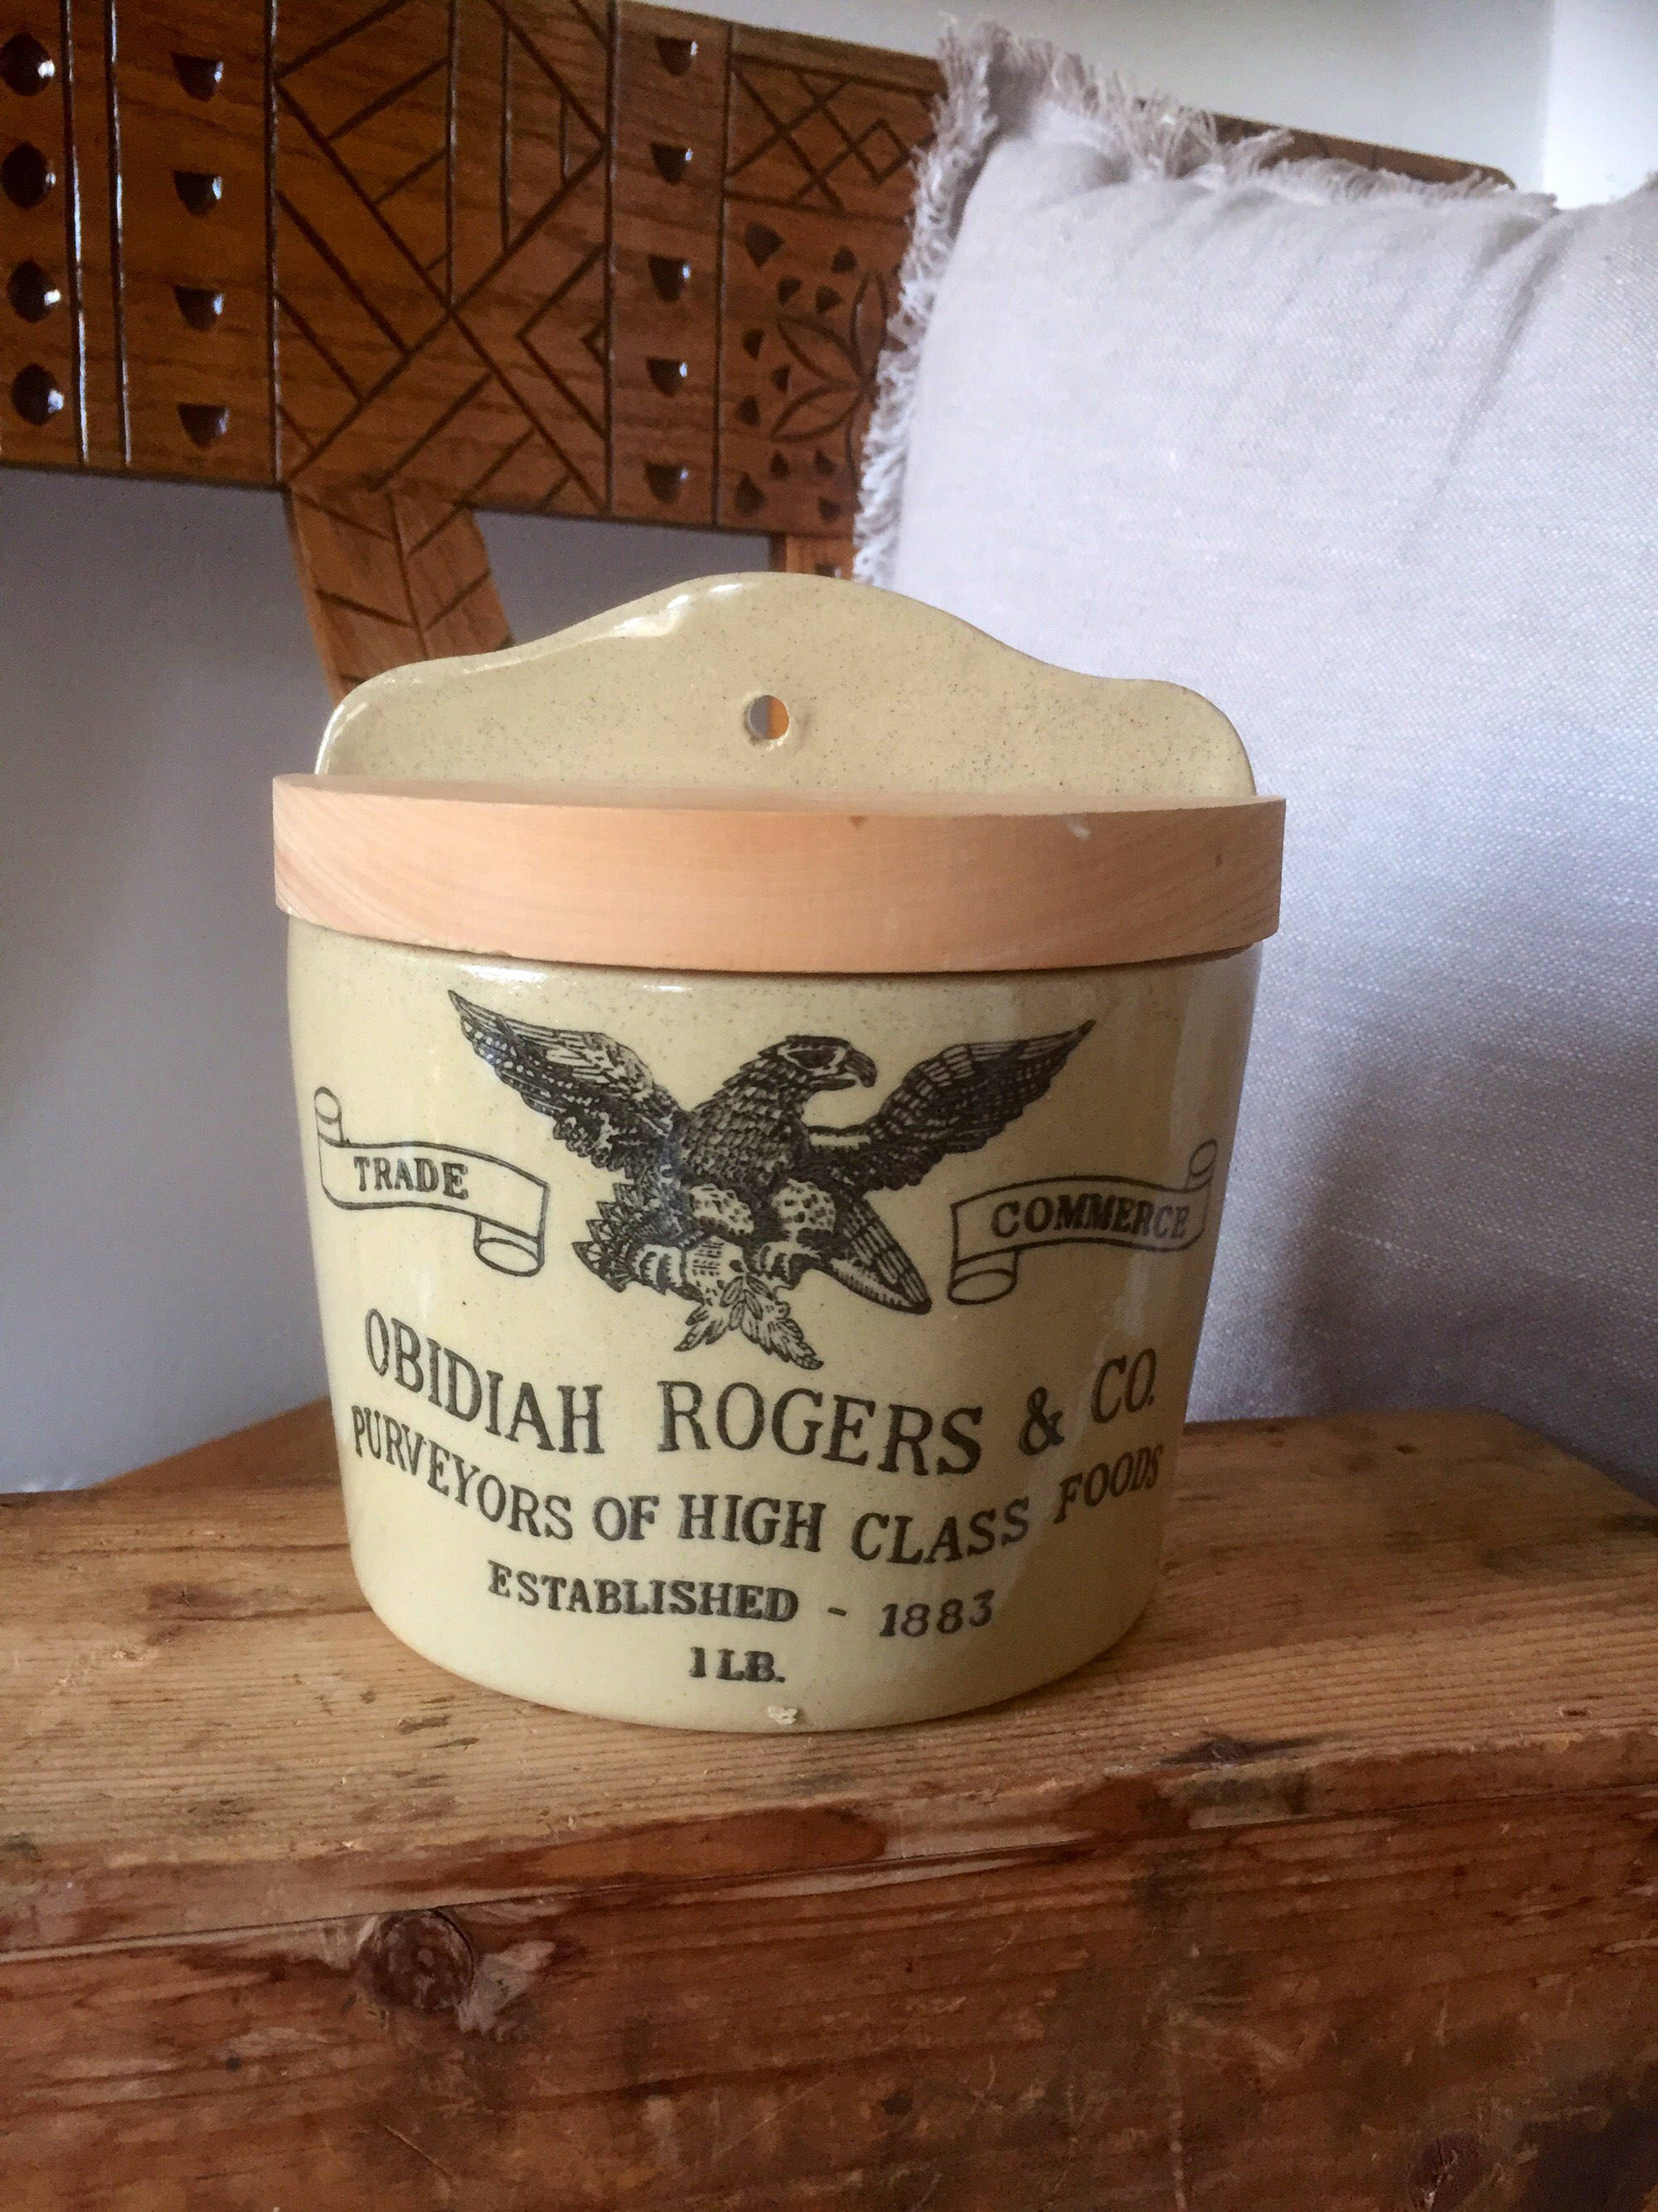 TRADE
COMMERCE
OBIDIAH ROGERS & CO.
PURVEYORS OF HIGH CLASS FOODS
ESTABLISHED - 1883
1 LB.